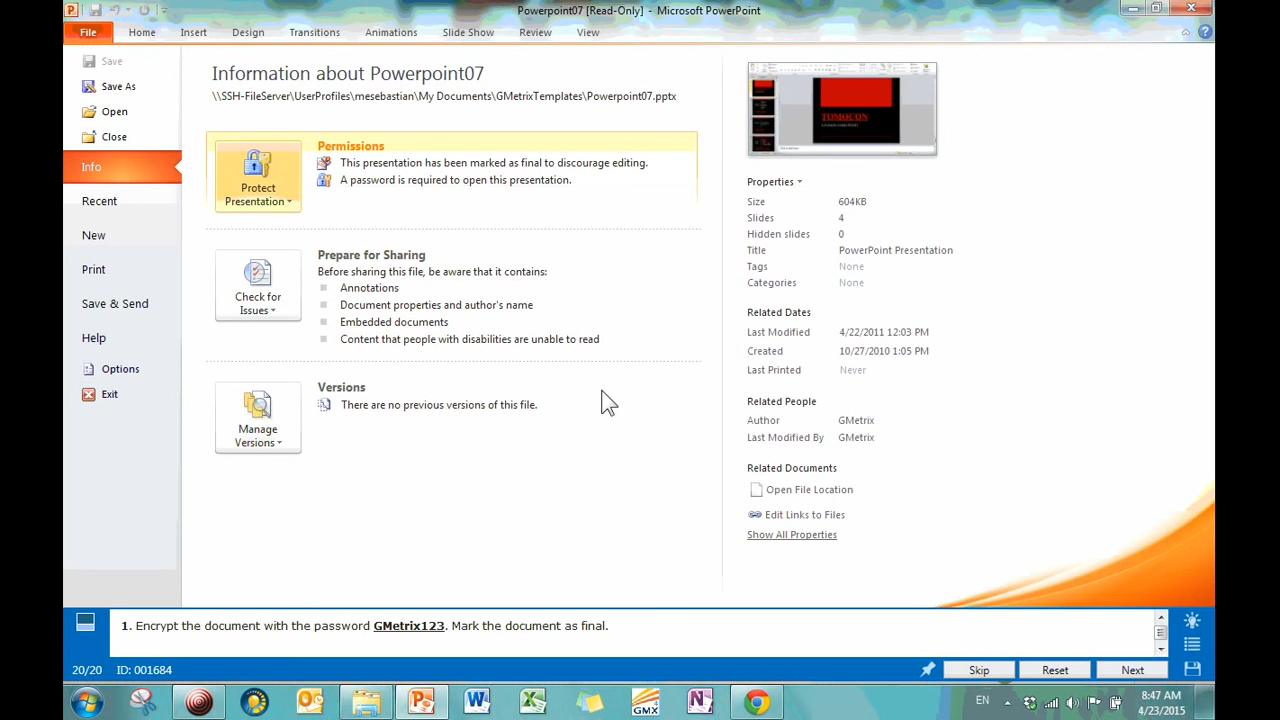 Powerpoint07 [Read-Only] - Microsoft PowerPoint
File Home Insert Design Transitions Animations Slide Show Review View
Save
Save As
Open
Close
Info
Recent
New
Print
Save & Send
Help
Options
Exit
Information about Powerpoint07
\\SSH-FileServer\UserProfiles\mesebastian\My Documents\GMetrixTemplates\Powerpoint07.pptx
Protect
Presentation
Permissions
This presentation has been marked as final to discourage editing.
A password is required to open this presentation.
Check for
Issues
Prepare for Sharing
Before sharing this file, be aware that it contains:
Annotations
Document properties and author's name
Embedded documents
Content that people with disabilities are unable to read
Manage
Versions
Versions
There are no previous versions of this file.
TOMOCON
Properties
Size 604KB
Slides 4
Hidden slides 0
Title PowerPoint Presentation
Tags None
Categories None
Related Dates
Last Modified 4/22/2011 12:03 PM
Created 10/27/2010 1:05 PM
Last Printed Never
Related People
Author GMetrix
Last Modified By GMetrix
Related Documents
Open File Location
Edit Links to Files
Show All Properties
1. Encrypt the document with the password GMetrix123. Mark the document as final.
20/20 ID: 001684
Skip Reset Next
GMX
EN
8:47 AM
4/23/2015